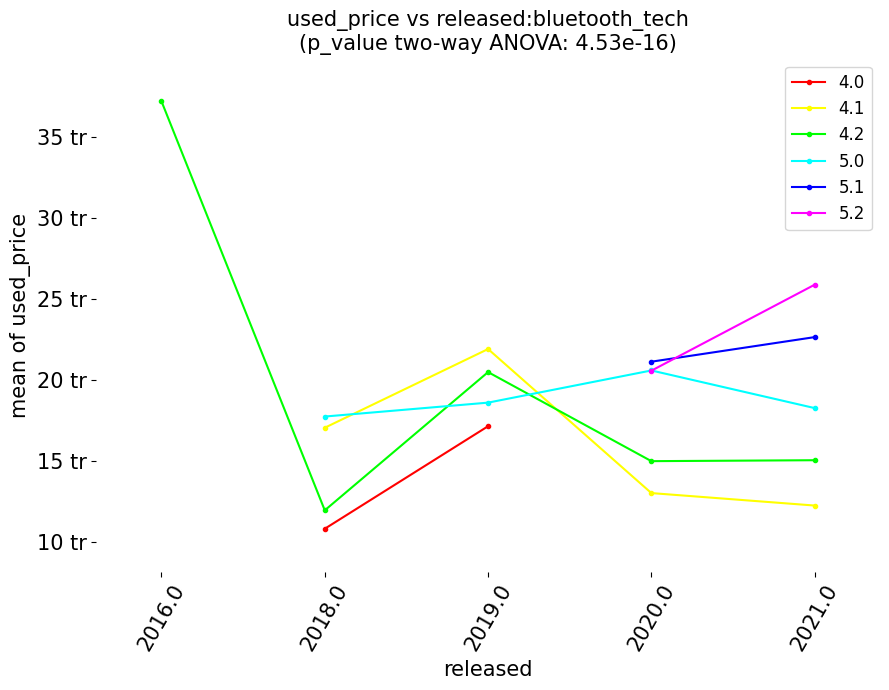 used_price vs released:bluetooth_tech
(p_value two-way ANOVA: 4.53e-16)
4.0
4.1
4.2
5.0
5.1
5.2
mean of used_price
35 tr
30 tr
25 tr
20 tr
15 tr
10 tr
2016.0
2018.0
2019.0
2020.0
2021.0
released